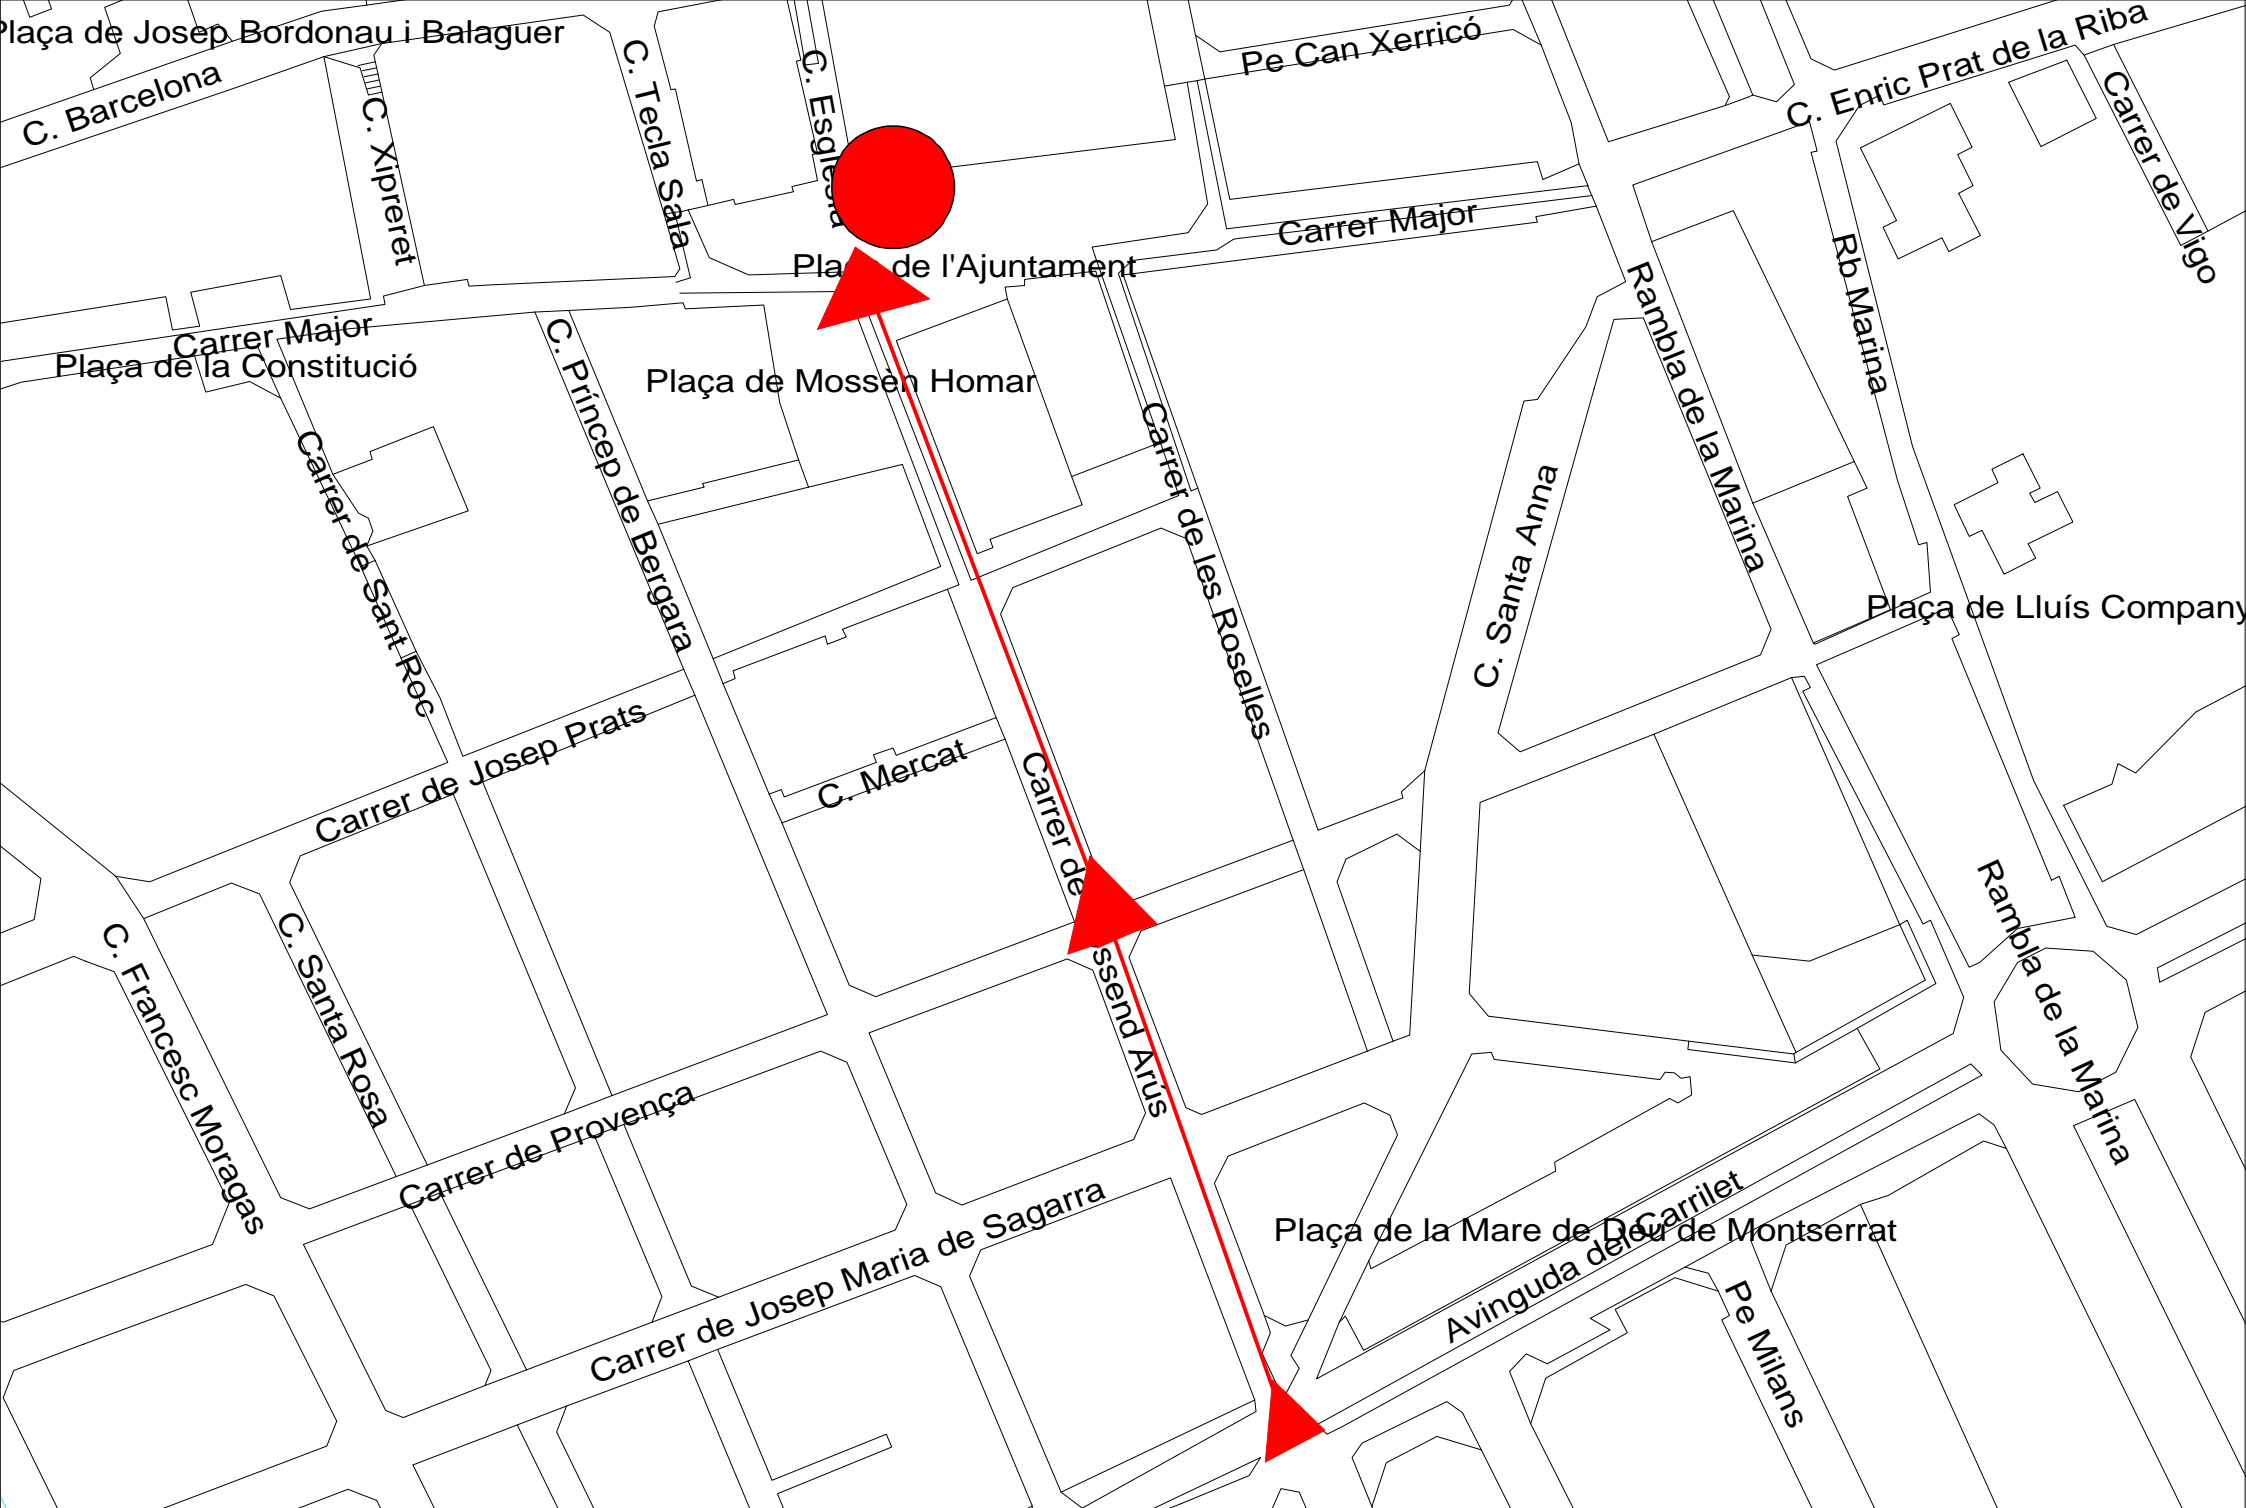 Plaça de Josep Bordonau i Balaguer
C. Barcelona
C. Xipreret
C. Tecla Sala
C. Església
Pe Can Xerricó
C. Enric Prat de la Riba
Carrer de Vigo
Carrer Major
Plaça de l'Ajuntament
Rambla de la Marina
Rb Marina
Carrer Major
Plaça de la Constitució
C. Príncep de Bergara
Plaça de Mossén Homar
Carrer de les Roselles
Carrer de Sant Roc
C. Santa Anna
Plaça de Lluís Company
Carrer de Josep Prats
C. Mercat
Carrer de
ssend Arús
Rambla de la Marina
C. Francesc Moragas
C. Santa Rosa
Carrer de Provença
Carrer de Josep Maria de Sagarra
Plaça de la Mare de Déu de Montserrat
Avinguda del Carrilet
Pe Milans